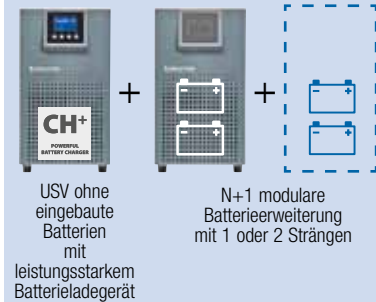 CH+
POWERFUL
BATTERY CHARGER
USV ohne
eingebaute
Batterien
mit
leistungsstarkem
Batterieladegerät
N+1 modulare
Batterieerweiterung
mit 1 oder 2 Strängen